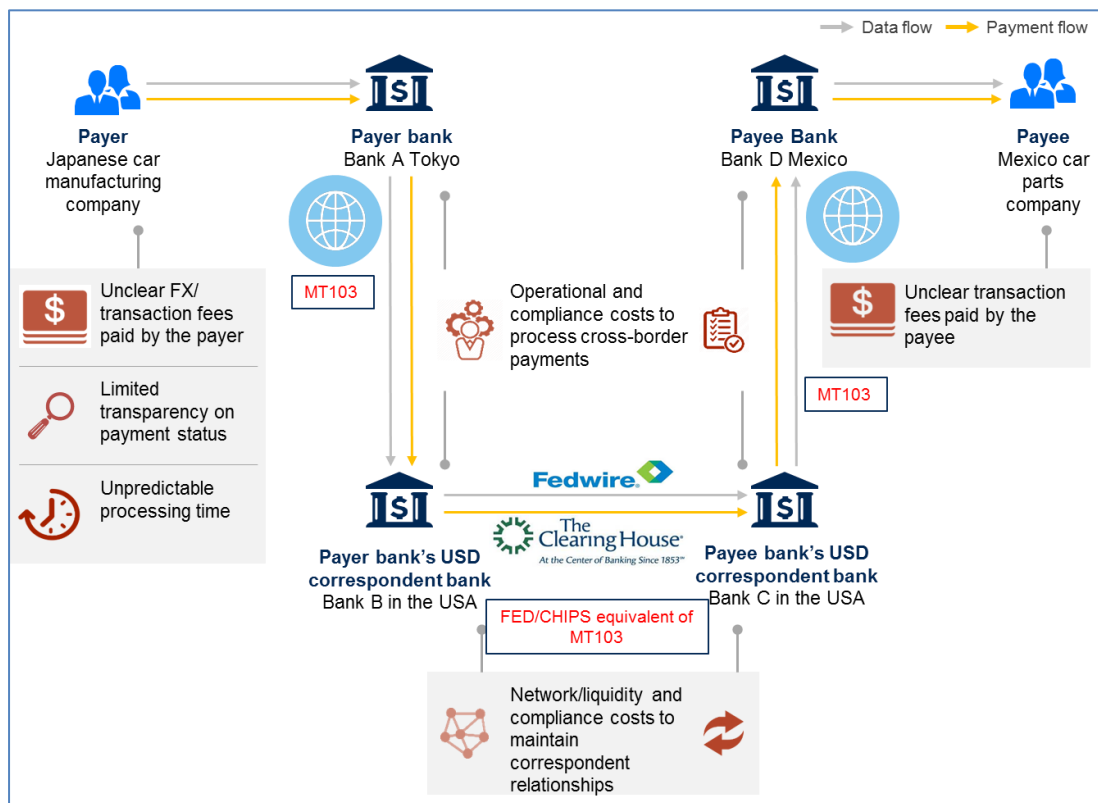 Data flow
Payment flow
Payer
Japanese car
manufacturing
company
Payer bank
Bank A Tokyo
Payee Bank
Bank D Mexico
Payee
Mexico car
parts
company
MT103
Unclear FX/
transaction fees
paid by the payer
Limited
transparency on
payment status
Unpredictable
processing time
Operational and
compliance costs to
process cross-border
payments
Unclear transaction
fees paid by the
payee
MT103
Fedwire®
The
Clearing House®
At the Center of Banking Since 1853℠
Payer bank's USD
correspondent bank
Bank B in the USA
Payee bank's USD
correspondent bank
Bank C in the USA
FED/CHIPS equivalent of
MT103
Network/liquidity and
compliance costs to
maintain
correspondent
relationships